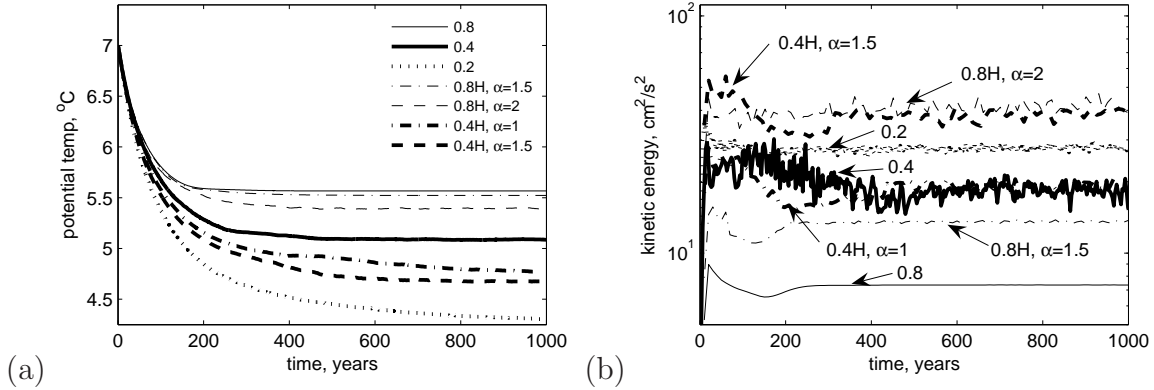 7
6.5
6
5.5
5
4.5
potential temp, °C
0 200 400 600 800 1000
time, years
0.8
0.4
0.2
0.8H, α=1.5
0.8H, α=2
0.4H, α=1
0.4H, α=1.5
(a)
10²
10¹
kinetic energy, cm²/s²
0 200 400 600 800 1000
time, years
0.4H, α=1.5
0.8H, α=2
0.2
0.4
0.4H, α=1
0.8H, α=1.5
0.8
(b)